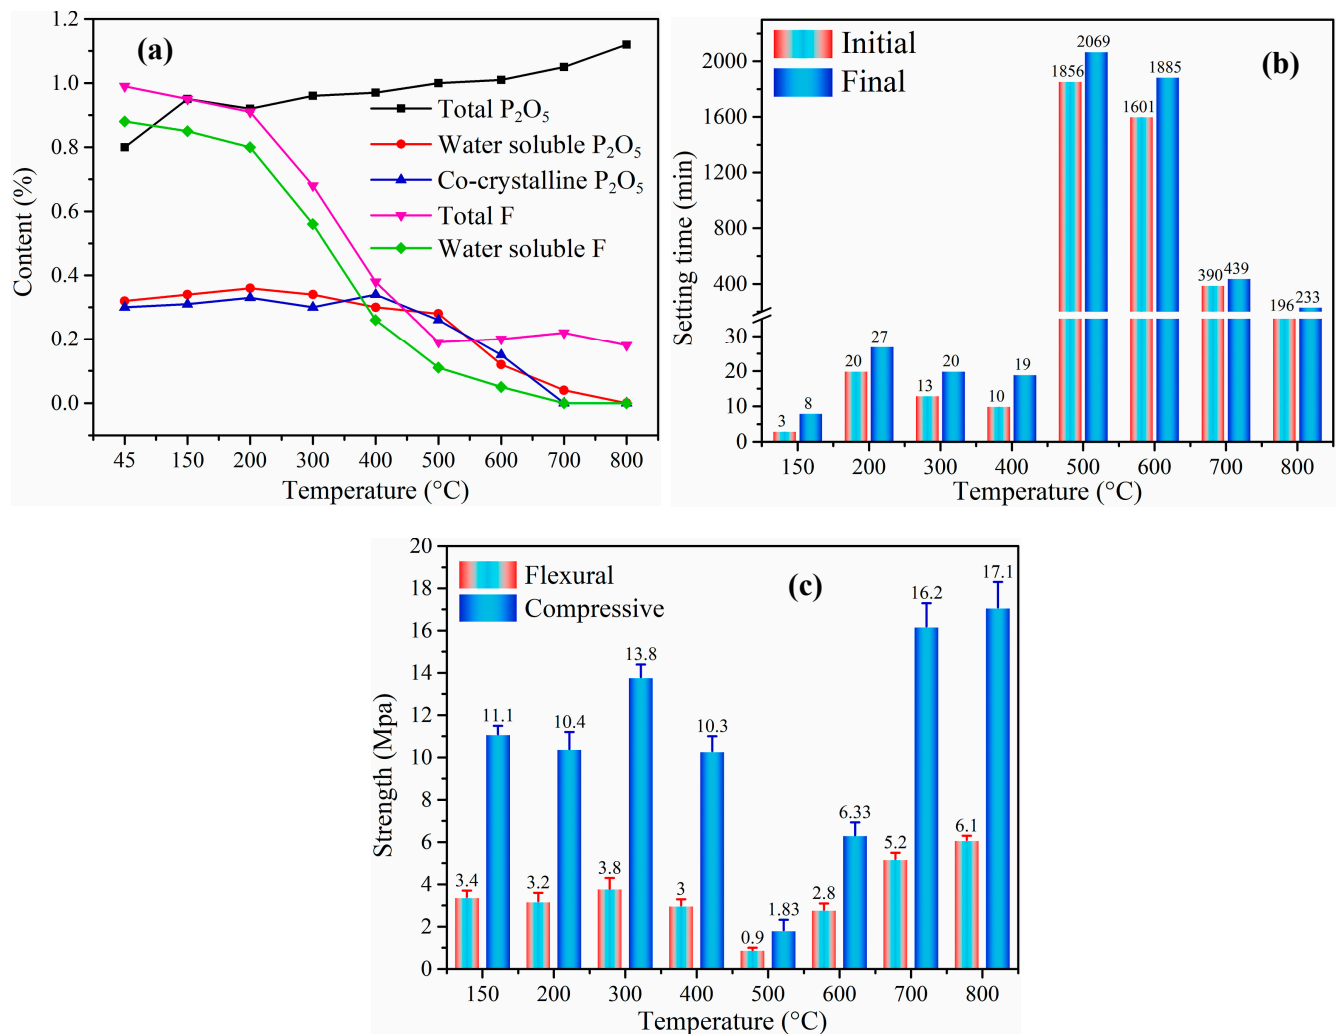 (a)
1.2
1.0
0.8
0.6
0.4
0.2
0.0
Content (%)
Total P₂O₅
Water soluble P₂O₅
Co-crystalline P₂O₅
Total F
Water soluble F
45 150 200 300 400 500 600 700 800
Temperature (°C)
(b)
Initial
Final
2000
1600
1200
800
400
30
20
10
0
Setting time (min)
3 8 20 27 13 20 10 19 1856 2069 1601 1885 390 439 196 233
150 200 300 400 500 600 700 800
Temperature (°C)
(c)
Flexural
Compressive
20
18
16
14
12
10
8
6
4
2
0
Strength (Mpa)
3.4 11.1 3.2 10.4 3.8 13.8 3 10.3 0.9 1.83 2.8 6.33 5.2 16.2 6.1 17.1
150 200 300 400 500 600 700 800
Temperature (°C)